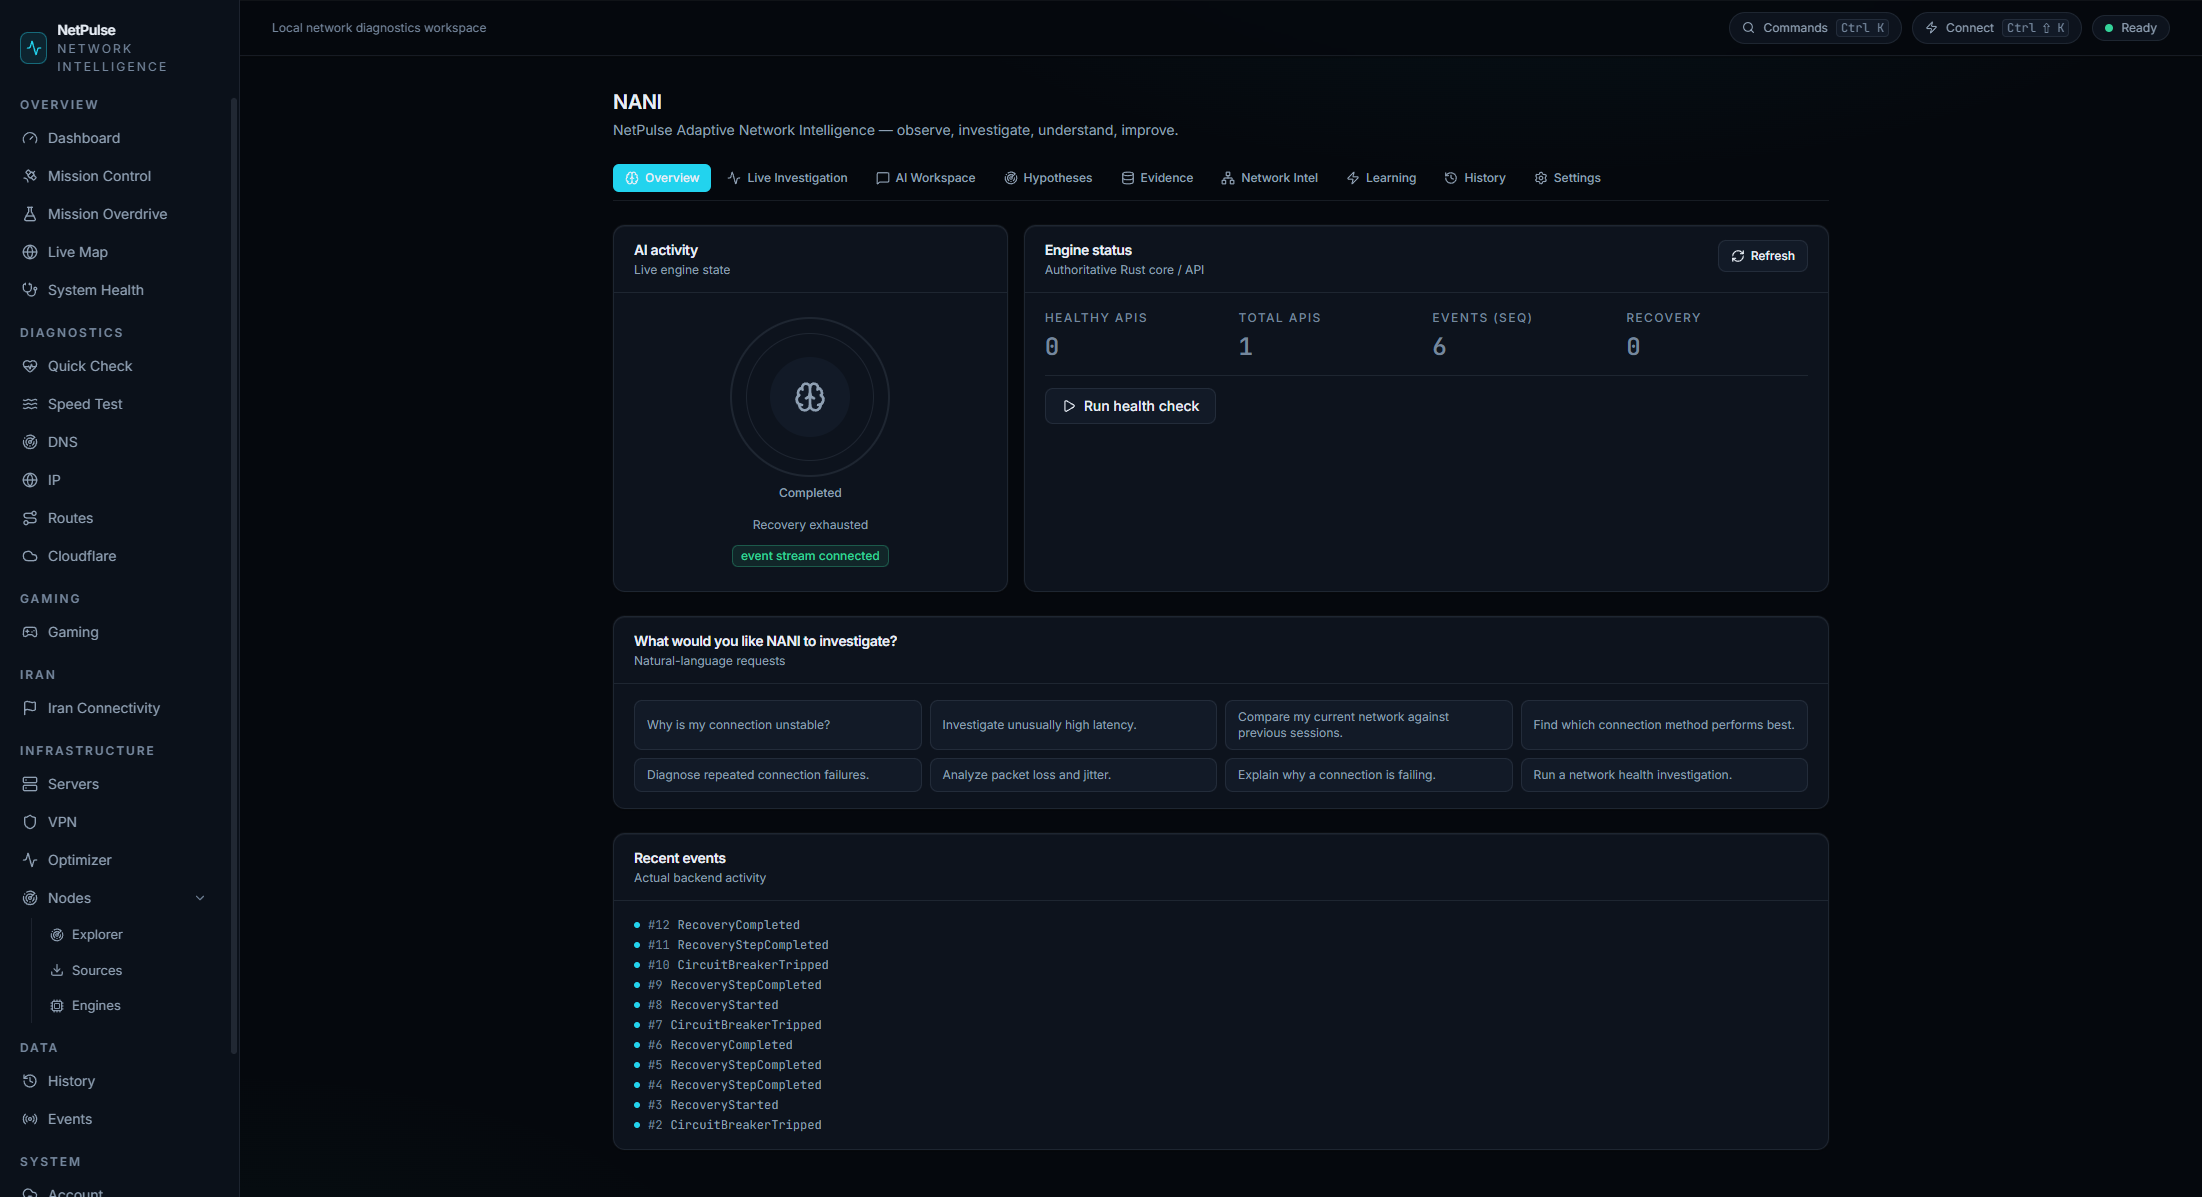 NetPulse
NETWORK
INTELLIGENCE
OVERVIEW
Dashboard
Mission Control
Mission Overdrive
Live Map
System Health
DIAGNOSTICS
Quick Check
Speed Test
DNS
IP
Routes
Cloudflare
GAMING
Gaming
IRAN
Iran Connectivity
INFRASTRUCTURE
Servers
VPN
Optimizer
Nodes
Explorer
Sources
Engines
DATA
History
Events
SYSTEM
Account
Local network diagnostics workspace
Commands Ctrl K
Connect Ctrl ⇧ K
Ready
NANI
NetPulse Adaptive Network Intelligence — observe, investigate, understand, improve.
Overview
Live Investigation
AI Workspace
Hypotheses
Evidence
Network Intel
Learning
History
Settings
AI activity
Live engine state
Completed
Recovery exhausted
event stream connected
Engine status
Authoritative Rust core / API
Refresh
HEALTHY APIS
0
TOTAL APIS
1
EVENTS (SEQ)
6
RECOVERY
0
Run health check
What would you like NANI to investigate?
Natural-language requests
Why is my connection unstable?
Investigate unusually high latency.
Compare my current network against
previous sessions.
Find which connection method performs best.
Diagnose repeated connection failures.
Analyze packet loss and jitter.
Explain why a connection is failing.
Run a network health investigation.
Recent events
Actual backend activity
#12 RecoveryCompleted
#11 RecoveryStepCompleted
#10 CircuitBreakerTripped
#9 RecoveryStepCompleted
#8 RecoveryStarted
#7 CircuitBreakerTripped
#6 RecoveryCompleted
#5 RecoveryStepCompleted
#4 RecoveryStepCompleted
#3 RecoveryStarted
#2 CircuitBreakerTripped